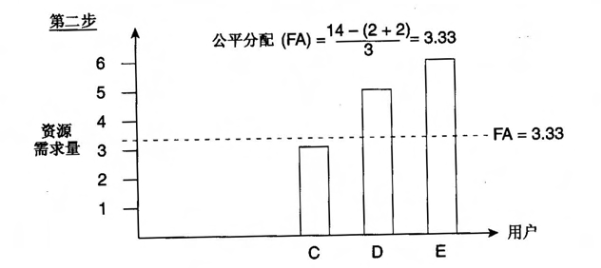 第二步
公平分配 (FA) = 14 – (2 + 2) / 3 = 3.33
6
5
4
3
2
1
资源
需求量
FA = 3.33
用户
C D E